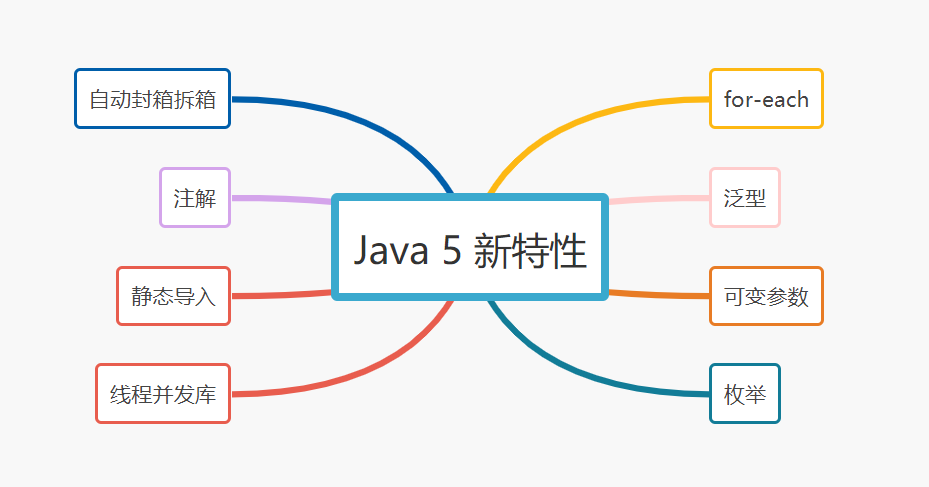 Java 5 新特性
自动封箱拆箱
注解
静态导入
线程并发库
for-each
泛型
可变参数
枚举